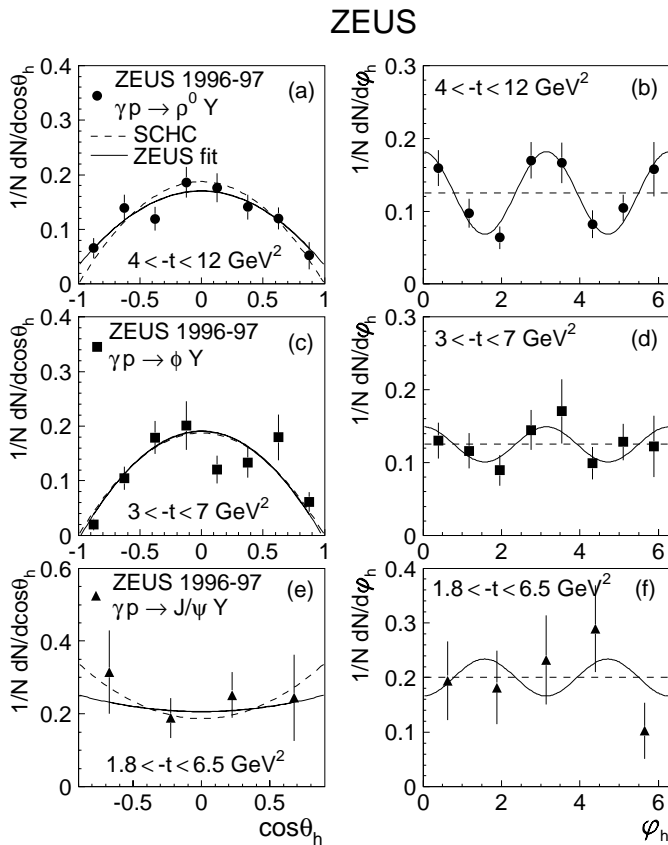 ZEUS
1/N dN/dcosθh
0.4
0.3
0.2
0.1
0
ZEUS 1996-97
γp → ρ0 Y
SCHC
ZEUS fit
(a)
4 < -t < 12 GeV2
-1 -0.5 0 0.5 1
1/N dN/dφh
0.3
0.2
0.1
0
(b)
4 < -t < 12 GeV2
0 2 4 6
1/N dN/dcosθh
0.4
0.3
0.2
0.1
0
ZEUS 1996-97
γp → ϕ Y
(c)
3 < -t < 7 GeV2
-1 -0.5 0 0.5 1
1/N dN/dφh
0.3
0.2
0.1
0
(d)
3 < -t < 7 GeV2
0 2 4 6
1/N dN/dcosθh
0.6
0.4
0.2
0
ZEUS 1996-97
γp → J/ψ Y
(e)
1.8 < -t < 6.5 GeV2
-0.5 0 0.5
cosθh
1/N dN/dφh
0.4
0.3
0.2
0.1
0
(f)
1.8 < -t < 6.5 GeV2
0 2 4 6
φh